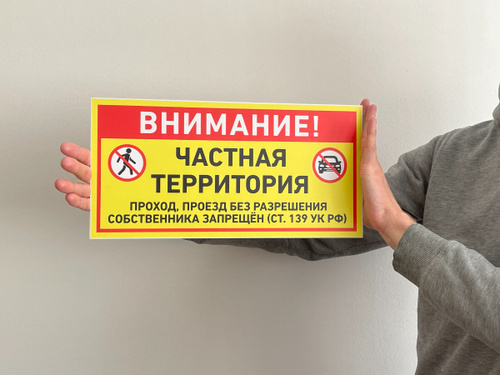 ВНИМАНИЕ!
ЧАСТНАЯ
ТЕРРИТОРИЯ
ПРОХОД, ПРОЕЗД БЕЗ РАЗРЕШЕНИЯ
СОБСТВЕННИКА ЗАПРЕЩЁН (СТ. 139 УК РФ)